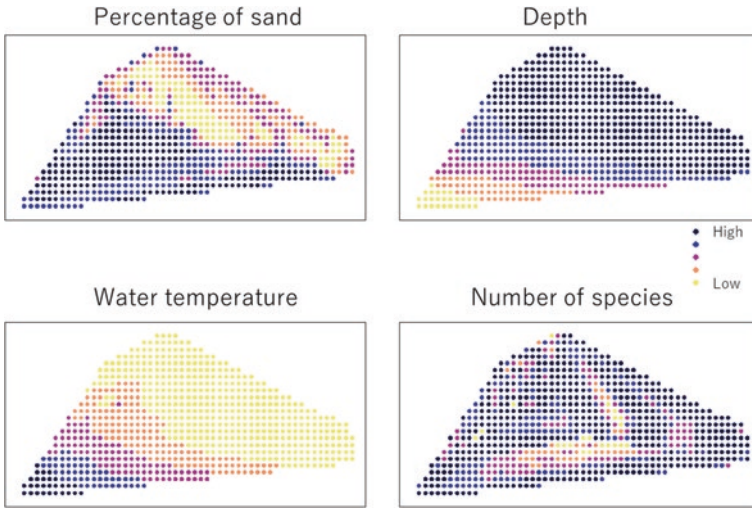 Percentage of sand
Depth
High
Low
Water temperature
Number of species